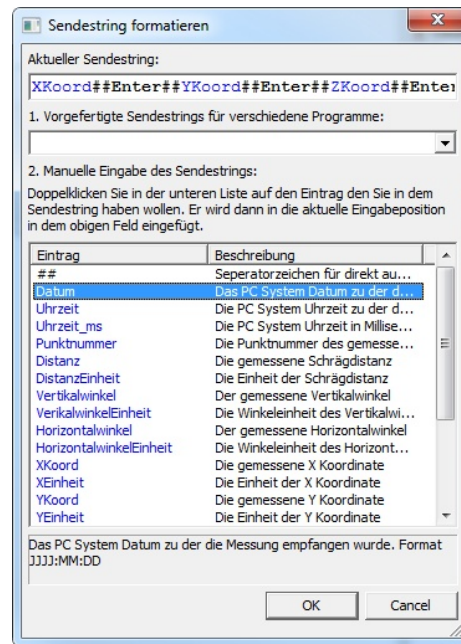 Sendestring formatieren
Aktueller Sendestring:
XKoord##Enter##YKoord##Enter##ZKoord##Enter
1. Vorgefertigte Sendestrings für verschiedene Programme:
2. Manuelle Eingabe des Sendestrings:
Doppelklicken Sie in der unteren Liste auf den Eintrag den Sie in dem
Sendestring haben wollen. Er wird dann in die aktuelle Eingabeposition
in dem obigen Feld eingefügt.
Eintrag Beschreibung
## Seperatorzeichen für direkt au...
Datum Das PC System Datum zu der d...
Uhrzeit Die PC System Uhrzeit zu der d...
Uhrzeit_ms Die PC System Uhrzeit in Millise...
Punktnummer Die Punktnummer des gemesse...
Distanz Die gemessene Schrägdistanz
DistanzEinheit Die Einheit der Schrägdistanz
Vertikalwinkel Der gemessene Vertikalwinkel
VerikalwinkelEinheit Die Winkeleinheit des Vertikalwi...
Horizontalwinkel Der gemessene Horizontalwinkel
HorizontalwinkelEinheit Die Winkeleinheit des Horizont...
XKoord Die gemessene X Koordinate
XEinheit Die Einheit der X Koordinate
YKoord Die gemessene Y Koordinate
YEinheit Die Einheit der Y Koordinate
Das PC System Datum zu der die Messung empfangen wurde. Format
JJJJ:MM:DD
OK Cancel